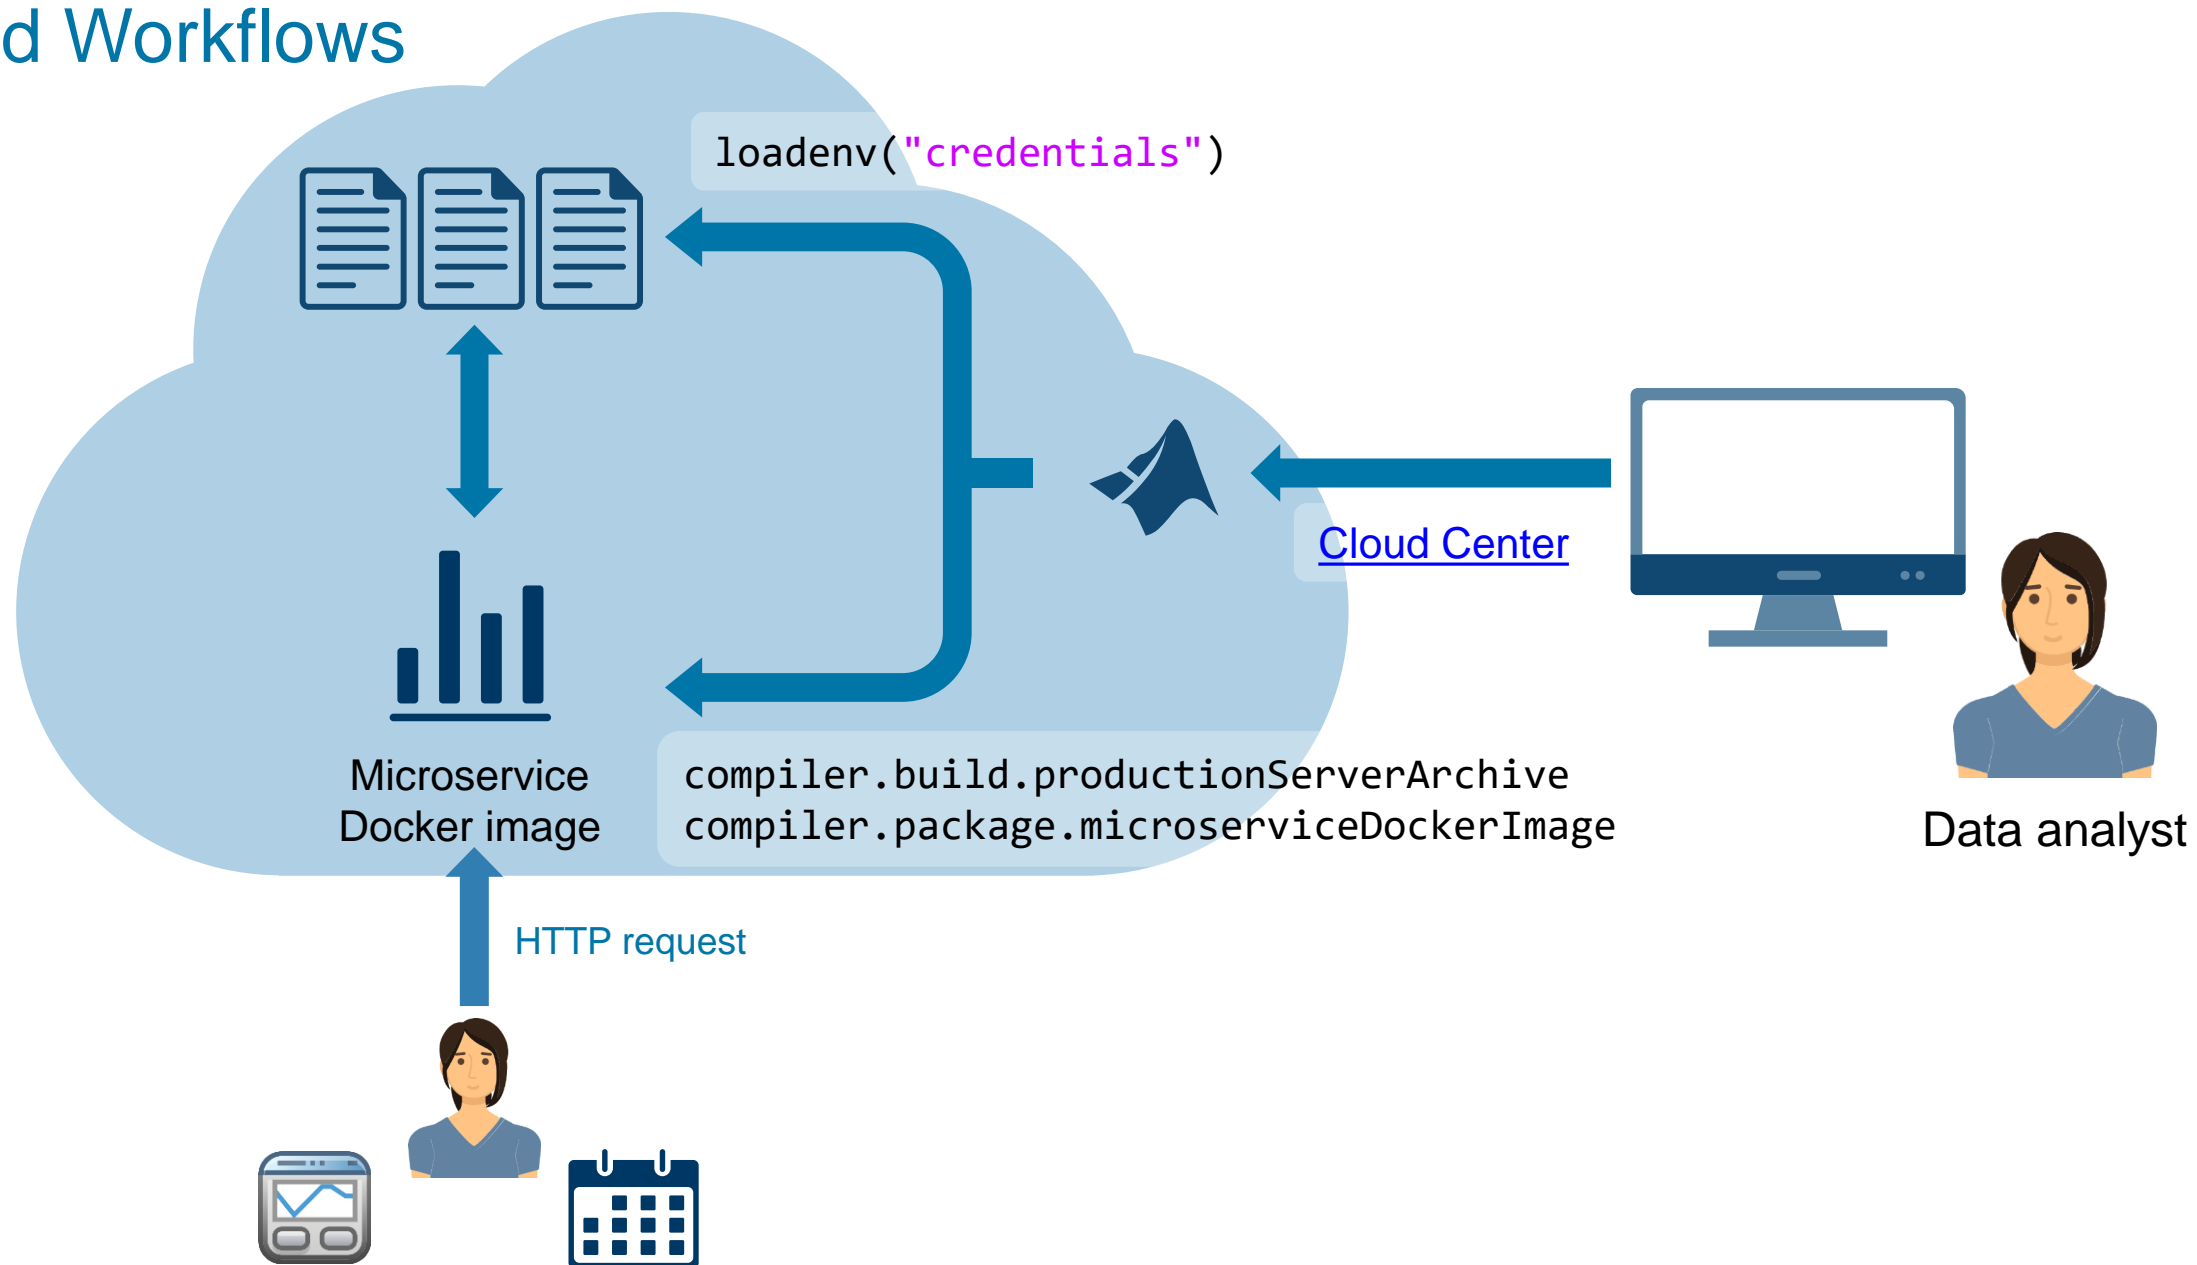 d Workflows
loadenv("credentials")
Cloud Center
Microservice
Docker image
compiler.build.productionServerArchive
compiler.package.microserviceDockerImage
Data analyst
HTTP request